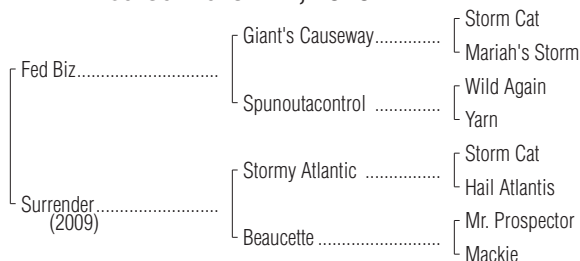 Storm Cat
Giant's Causeway..............
Mariah's Storm
Fed Biz..............................
Wild Again
Spunoutacontrol ..............
Yarn
Storm Cat
Stormy Atlantic ................
Hail Atlantis
Surrender..........................
(2009)
Mr. Prospector
Beaucette ..........................
Mackie